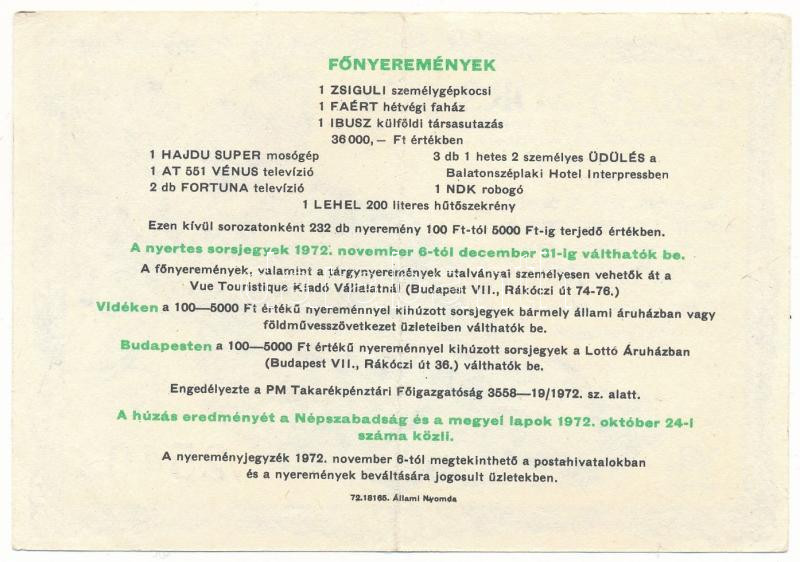 FŐNYEREMÉNYEK
1 ZSIGULI személygépkocsi
1 FAÉRT hétvégi faház
1 IBUSZ külföldi társasutazás
36 000,— Ft értékben
1 HAJDU SUPER mosógép
1 AT 551 VÉNUS televízió
2 db FORTUNA televízió
3 db 1 hetes 2 személyes ÜDÜLÉS a
Balatonszéplaki Hotel Interpressben
1 NDK robogó
1 LEHEL 200 literes hűtőszekrény
Ezen kívül sorozatonként 232 db nyeremény 100 Ft-tól 5000 Ft-ig terjedő értékben.
A nyertes sorsjegyek 1972. november 6-tól december 31-ig válthatók be.
A főnyeremények, valamint a tárgynyeremények utalványai személyesen vehetők át a
Vue Touristique Kiadó Vállalatnál (Budapest VII., Rákóczi út 74-76.)
Vidéken a 100—5000 Ft értékű nyereménnyel kihúzott sorsjegyek bármely állami áruházban vagy
földművesszövetkezet üzleteiben válthatók be.
Budapesten a 100—5000 Ft értékű nyereménnyel kihúzott sorsjegyek a Lottó Áruházban
(Budapest VII., Rákóczi út 36.) válthatók be.
Engedélyezte a PM Takarékpénztári Főigazgatóság 3558—19/1972. sz. alatt.
A húzás eredményét a Népszabadság és a megyei lapok 1972. október 24-i
száma közli.
A nyereményjegyzék 1972. november 6-tól megtekinthető a postahivatalokban
és a nyeremények beváltására jogosult üzletekben.
72.18165. Állami Nyomda